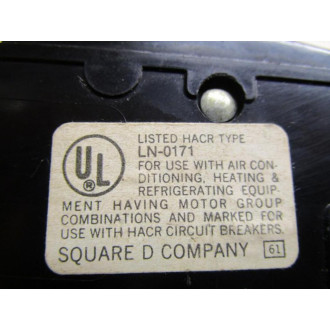 UL
®
LISTED HACR TYPE
LN-0171
FOR USE WITH AIR CON-
DITIONING, HEATING &
REFRIGERATING EQUIP-
MENT HAVING MOTOR GROUP
COMBINATIONS AND MARKED FOR
USE WITH HACR CIRCUIT BREAKERS.
SQUARE D COMPANY 61